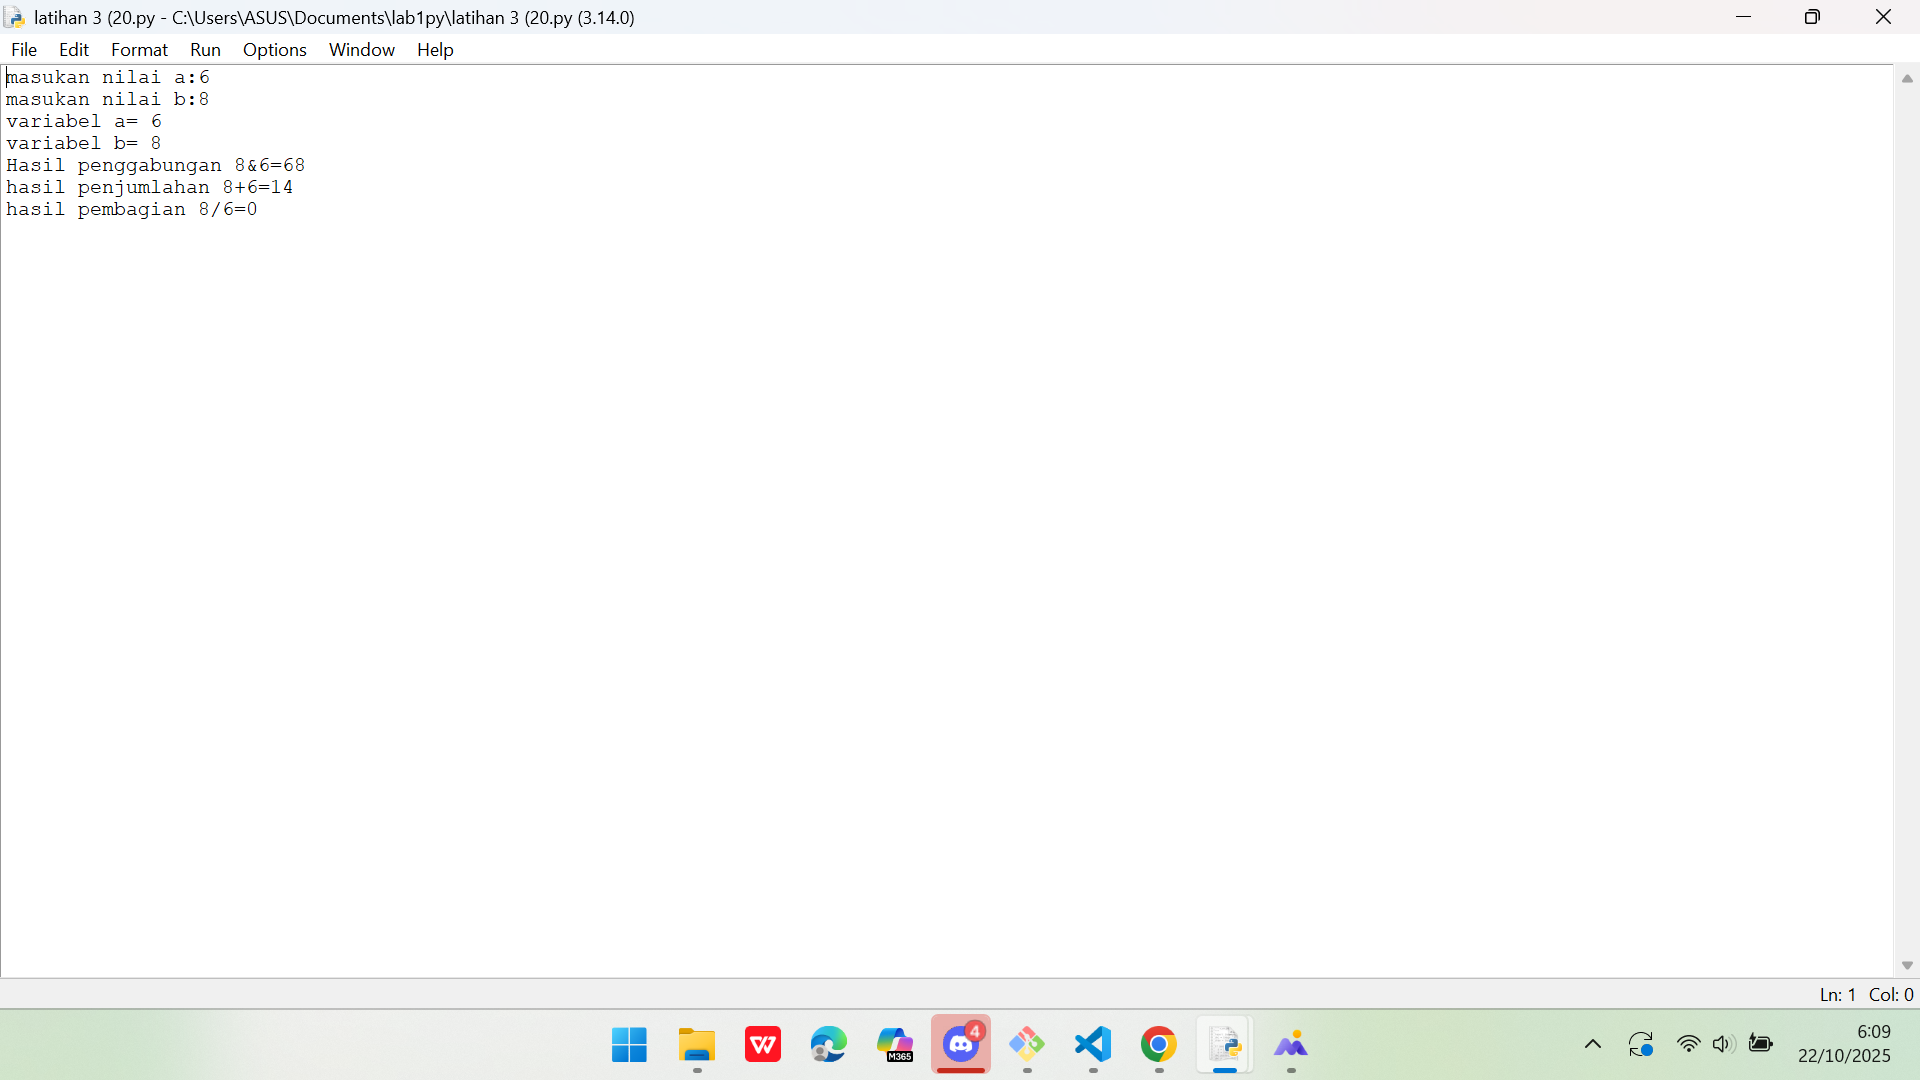 latihan 3 (20.py - C:\Users\ASUS\Documents\lab1py\latihan 3 (20.py (3.14.0)
File Edit Format Run Options Window Help
masukan nilai a:6
masukan nilai b:8
variabel a= 6
variabel b= 8
Hasil penggabungan 8&6=68
hasil penjumlahan 8+6=14
hasil pembagian 8/6=0
Ln: 1 Col: 0
W
M365
4
6:09
22/10/2025